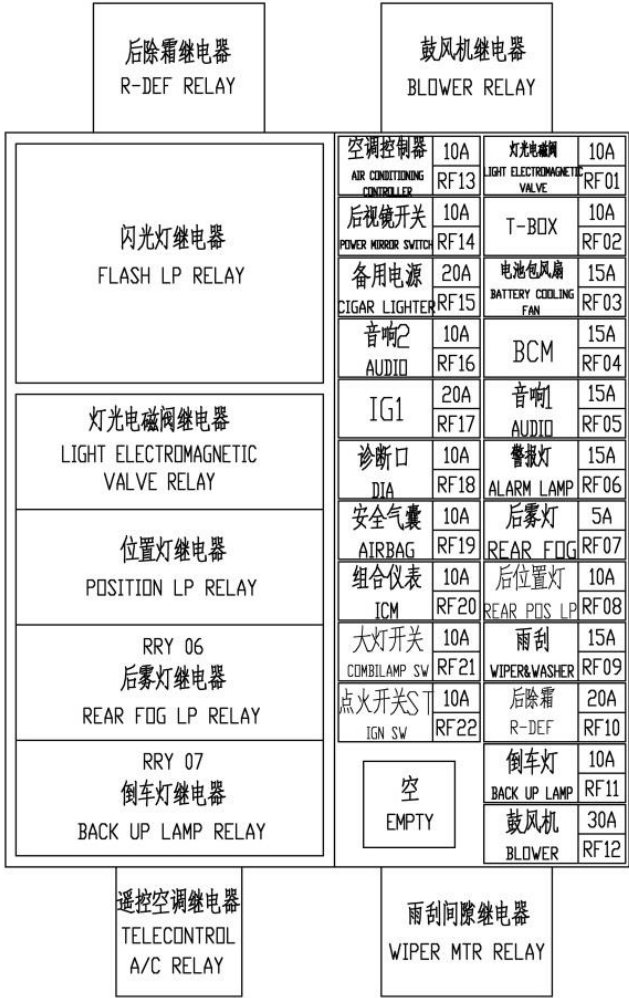 后除霜继电器
R-DEF RELAY
鼓风机继电器
BLOWER RELAY
闪光灯继电器
FLASH LP RELAY
灯光电磁阀继电器
LIGHT ELECTROMAGNETIC
VALVE RELAY
位置灯继电器
POSITION LP RELAY
RRY 06
后雾灯继电器
REAR FOG LP RELAY
RRY 07
倒车灯继电器
BACK UP LAMP RELAY
空调控制器 10A
AIR CONDITIONING
CONTROLLER
RF13
后视镜开关 10A
POWER MIRROR SWITCH RF14
备用电源 20A
CIGAR LIGHTER RF15
音响2 10A
AUDIO RF16
IG1
20A
RF17
诊断口 10A
DIA RF18
安全气囊 10A
AIRBAG RF19
组合仪表 10A
ICM RF20
大灯开关 10A
COMBILAMP SW RF21
点火开关ST 10A
IGN SW RF22
空
EMPTY
灯光电磁阀 10A
LIGHT ELECTROMAGNETIC
VALVE
RF01
T-BOX
10A
RF02
电池包风扇 15A
BATTERY COOLING
FAN
RF03
BCM
15A
RF04
音响1 15A
AUDIO RF05
警报灯 15A
ALARM LAMP RF06
后雾灯 5A
REAR FOG RF07
后位置灯 10A
REAR POS LP RF08
雨刮 15A
WIPER&WASHER RF09
后除霜 20A
R-DEF RF10
倒车灯 10A
BACK UP LAMP RF11
鼓风机 30A
BLOWER RF12
遥控空调继电器
TELECONTROL
A/C RELAY
雨刮间隙继电器
WIPER MTR RELAY